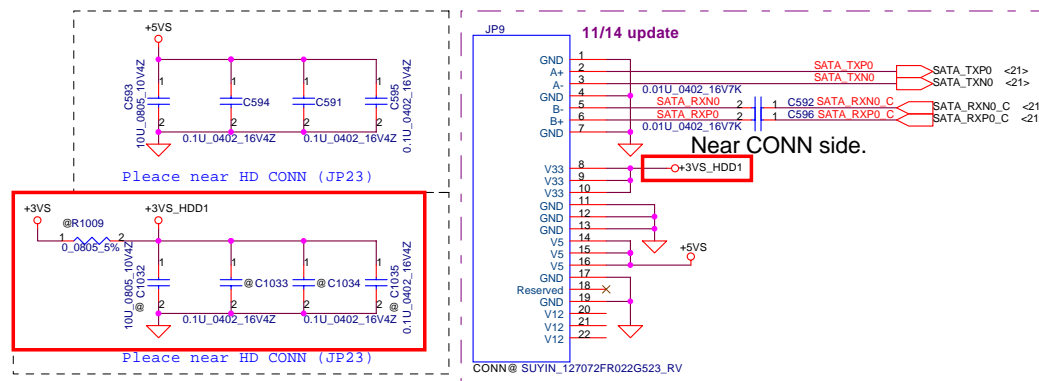 +5VS
C593
10U_0805_10V4Z
1
2
C594
1
2
0.1U_0402_16V4Z
C591
1
2
0.1U_0402_16V4Z
C595
0.1U_0402_16V4Z
1
2
Pleace near HD CONN (JP23)
+3VS
+3VS_HDD1
@R1009
1
2
0_0805_5%
10U_0805_10V4Z
@ C1032
1
2
@ C1033
1
2
0.1U_0402_16V4Z
@ C1034
1
2
0.1U_0402_16V4Z
@ C1035
0.1U_0402_16V4Z
1
2
Pleace near HD CONN (JP23)
JP9
11/14 update
GND 1
A+ 2 SATA_TXP0 SATA_TXP0 <21>
A- 3 SATA_TXN0 SATA_TXN0 <21>
GND 4 0.01U_0402_16V7K
B- 5 SATA_RXN0 2 1 C592 SATA_RXN0_C SATA_RXN0_C <21
B+ 6 SATA_RXP0 2 1 C596 SATA_RXP0_C SATA_RXP0_C <21
GND 7 0.01U_0402_16V7K
Near CONN side.
V33 8 +3VS_HDD1
V33 9
V33 10
GND 11
GND 12
GND 13
V5 14
V5 15 +5VS
V5 16
GND 17
Reserved 18
GND 19
V12 20
V12 21
V12 22
CONN@ SUYIN_127072FR022G523_RV